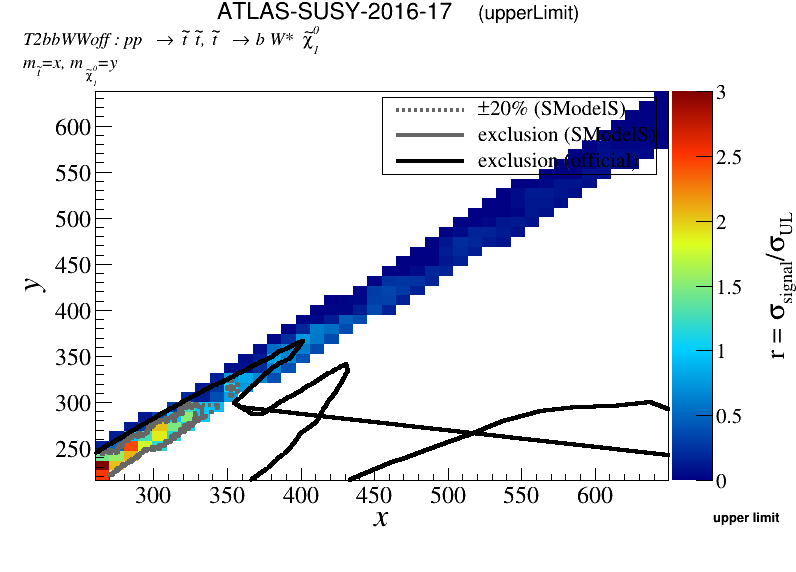 ATLAS-SUSY-2016-17 (upperLimit)
T2bbWWoff : pp → t̃ t̃, t̃ → b W* χ̃₁⁰
m_t̃=x, m_χ̃₁⁰=y
±20% (SModelS)
exclusion (SModelS)
exclusion (official)
600
550
500
450
400
350
300
250
y
300 350 400 450 500 550 600
x
3
2.5
2
1.5
1
0.5
0
r = σ_signal/σ_UL
upper limit